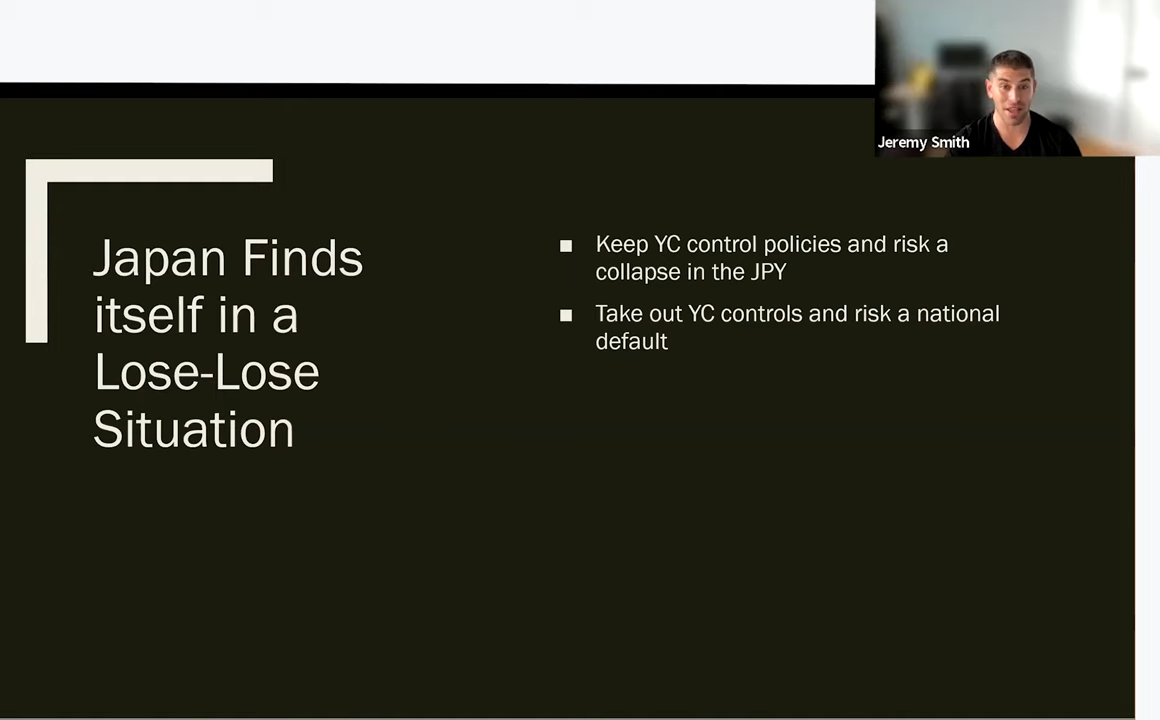 Jeremy Smith
Japan Finds
itself in a
Lose-Lose
Situation
■ Keep YC control policies and risk a
collapse in the JPY
■ Take out YC controls and risk a national
default